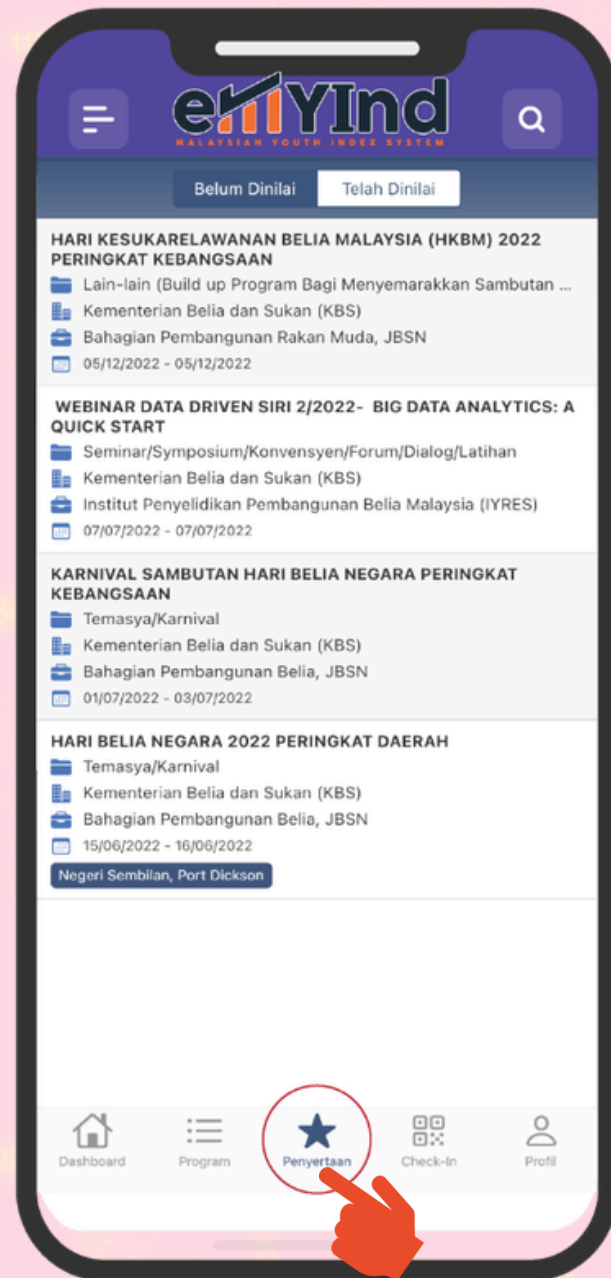 emYInd
MALAYSIAN YOUTH INDEX SYSTEM
Belum Dinilai Telah Dinilai
HARI KESUKARELAWANAN BELIA MALAYSIA (HKBM) 2022
PERINGKAT KEBANGSAAN
Lain-lain (Build up Program Bagi Menyemarakkan Sambutan ...
Kementerian Belia dan Sukan (KBS)
Bahagian Pembangunan Rakan Muda, JBSN
05/12/2022 - 05/12/2022
WEBINAR DATA DRIVEN SIRI 2/2022- BIG DATA ANALYTICS: A
QUICK START
Seminar/Symposium/Konvensyen/Forum/Dialog/Latihan
Kementerian Belia dan Sukan (KBS)
Institut Penyelidikan Pembangunan Belia Malaysia (IYRES)
07/07/2022 - 07/07/2022
KARNIVAL SAMBUTAN HARI BELIA NEGARA PERINGKAT
KEBANGSAAN
Temasya/Karnival
Kementerian Belia dan Sukan (KBS)
Bahagian Pembangunan Belia, JBSN
01/07/2022 - 03/07/2022
HARI BELIA NEGARA 2022 PERINGKAT DAERAH
Temasya/Karnival
Kementerian Belia dan Sukan (KBS)
Bahagian Pembangunan Belia, JBSN
15/06/2022 - 16/06/2022
Negeri Sembilan, Port Dickson
Dashboard Program Penyertaan Check-In Profil